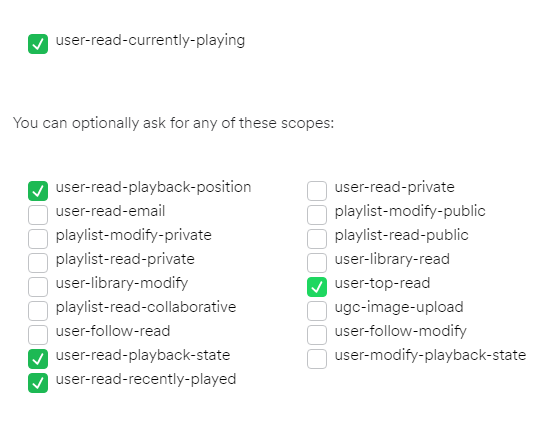 user-read-currently-playing
You can optionally ask for any of these scopes:
user-read-playback-position
user-read-email
playlist-modify-private
playlist-read-private
user-library-modify
playlist-read-collaborative
user-follow-read
user-read-playback-state
user-read-recently-played
user-read-private
playlist-modify-public
playlist-read-public
user-library-read
user-top-read
ugc-image-upload
user-follow-modify
user-modify-playback-state